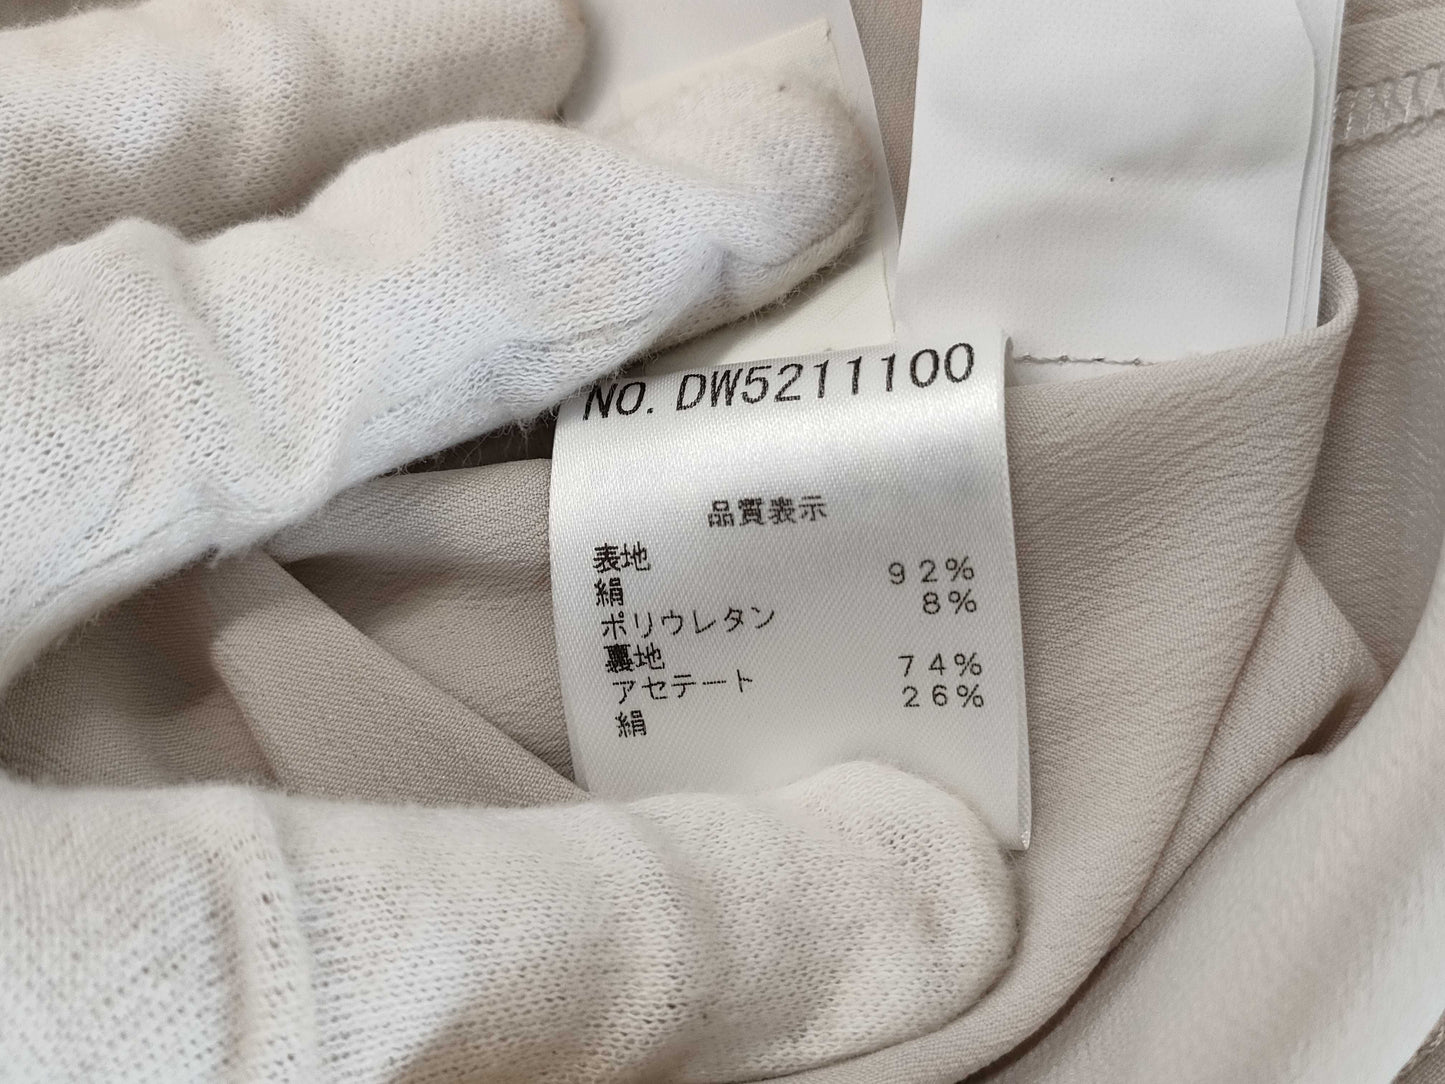 NO. DW5211100
品質表示
表地
絹 92%
ポリウレタン 8%
裏地
アセテート 74%
絹 26%